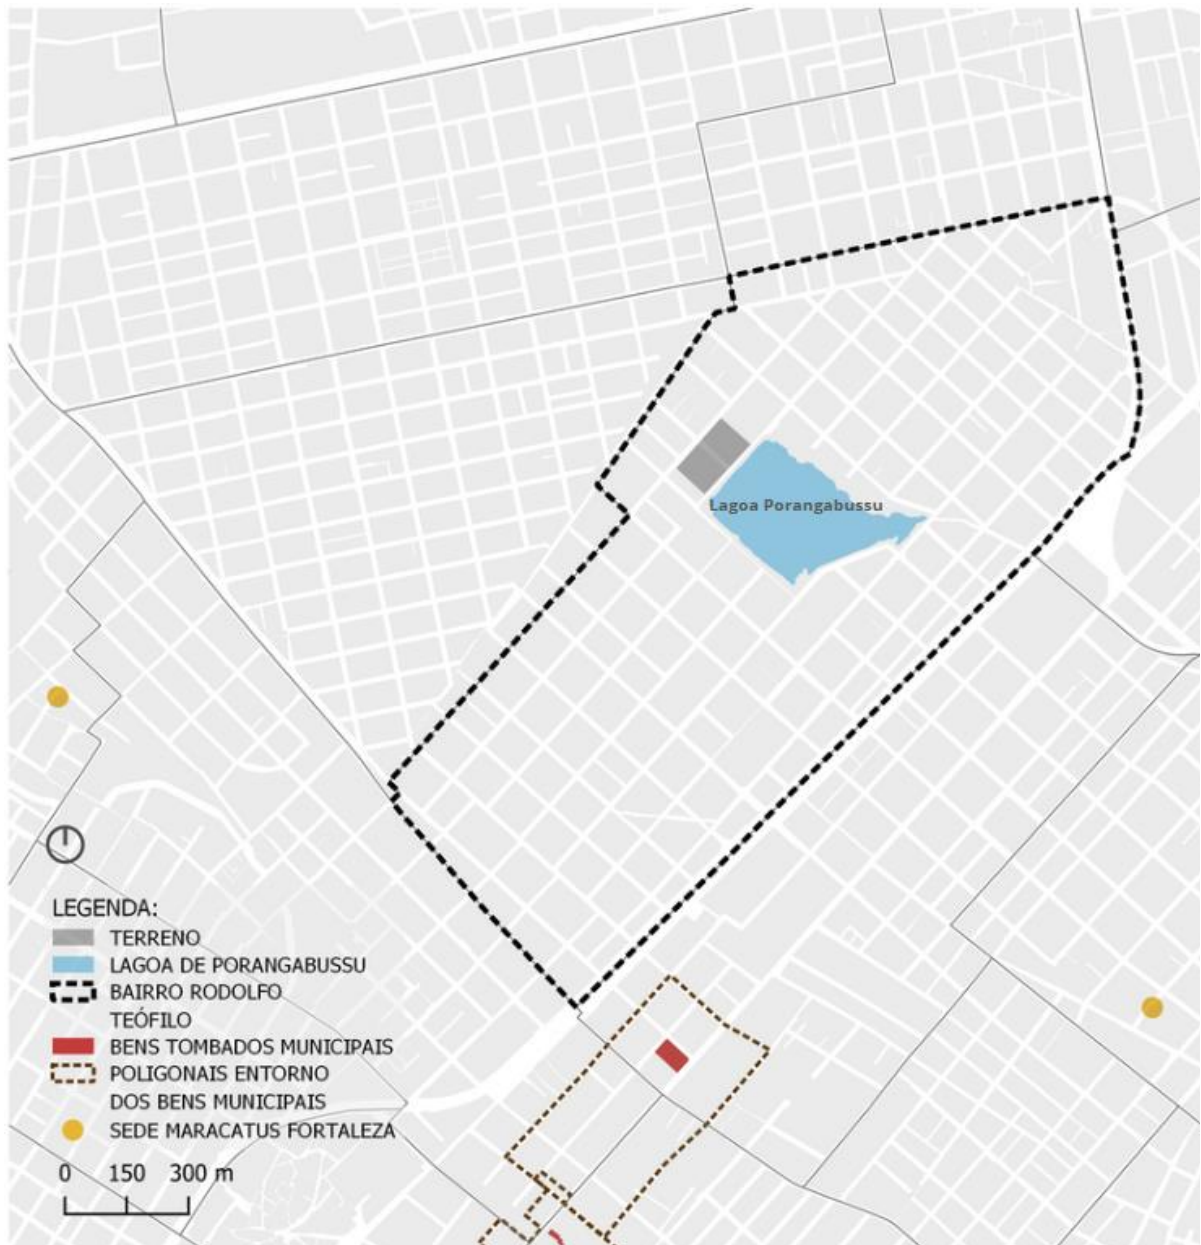 Lagoa Porangabussu
LEGENDA:
TERRENO
LAGOA DE PORANGABUSSU
BAIRRO RODOLFO
TEÓFILO
BENS TOMBADOS MUNICIPAIS
POLIGONAIS ENTORNO
DOS BENS MUNICIPAIS
SEDE MARACATUS FORTALEZA
0 150 300 m